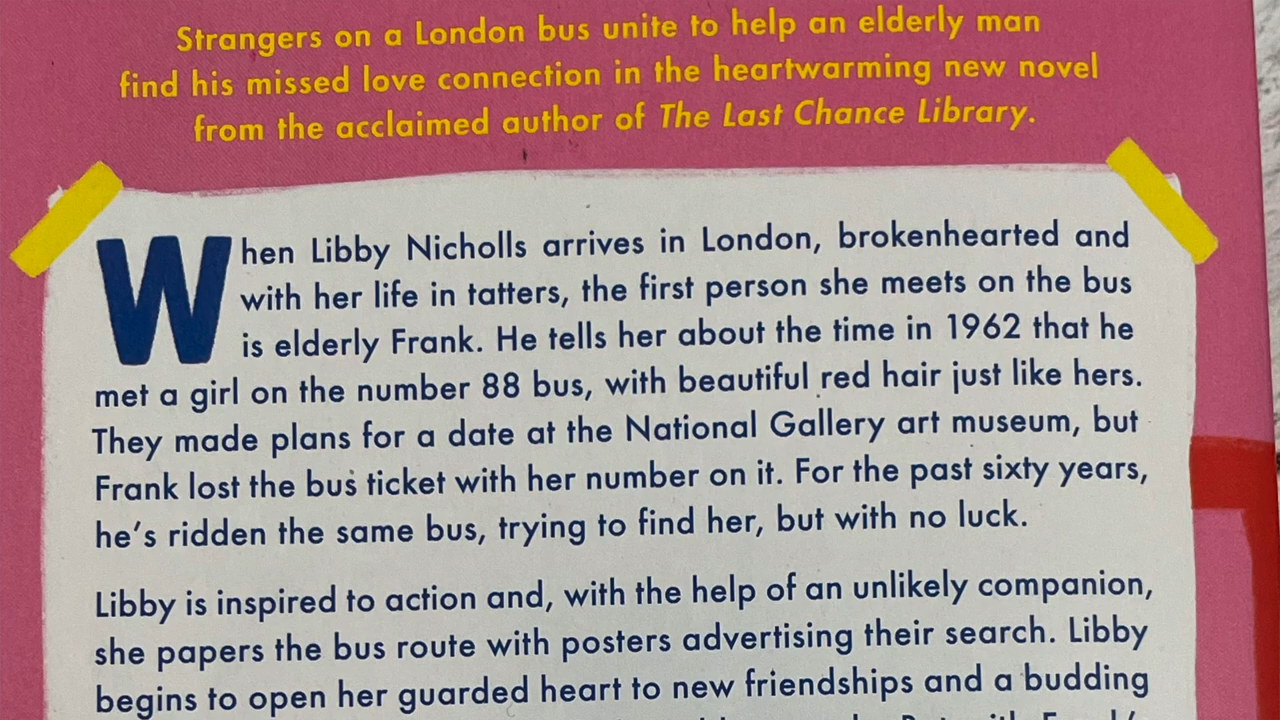 Strangers on a London bus unite to help an elderly man
find his missed love connection in the heartwarming new novel
from the acclaimed author of The Last Chance Library.
When Libby Nicholls arrives in London, brokenhearted and
with her life in tatters, the first person she meets on the bus
is elderly Frank. He tells her about the time in 1962 that he
met a girl on the number 88 bus, with beautiful red hair just like hers.
They made plans for a date at the National Gallery art museum, but
Frank lost the bus ticket with her number on it. For the past sixty years,
he's ridden the same bus, trying to find her, but with no luck.
Libby is inspired to action and, with the help of an unlikely companion,
she papers the bus route with posters advertising their search. Libby
begins to open her guarded heart to new friendships and a budding